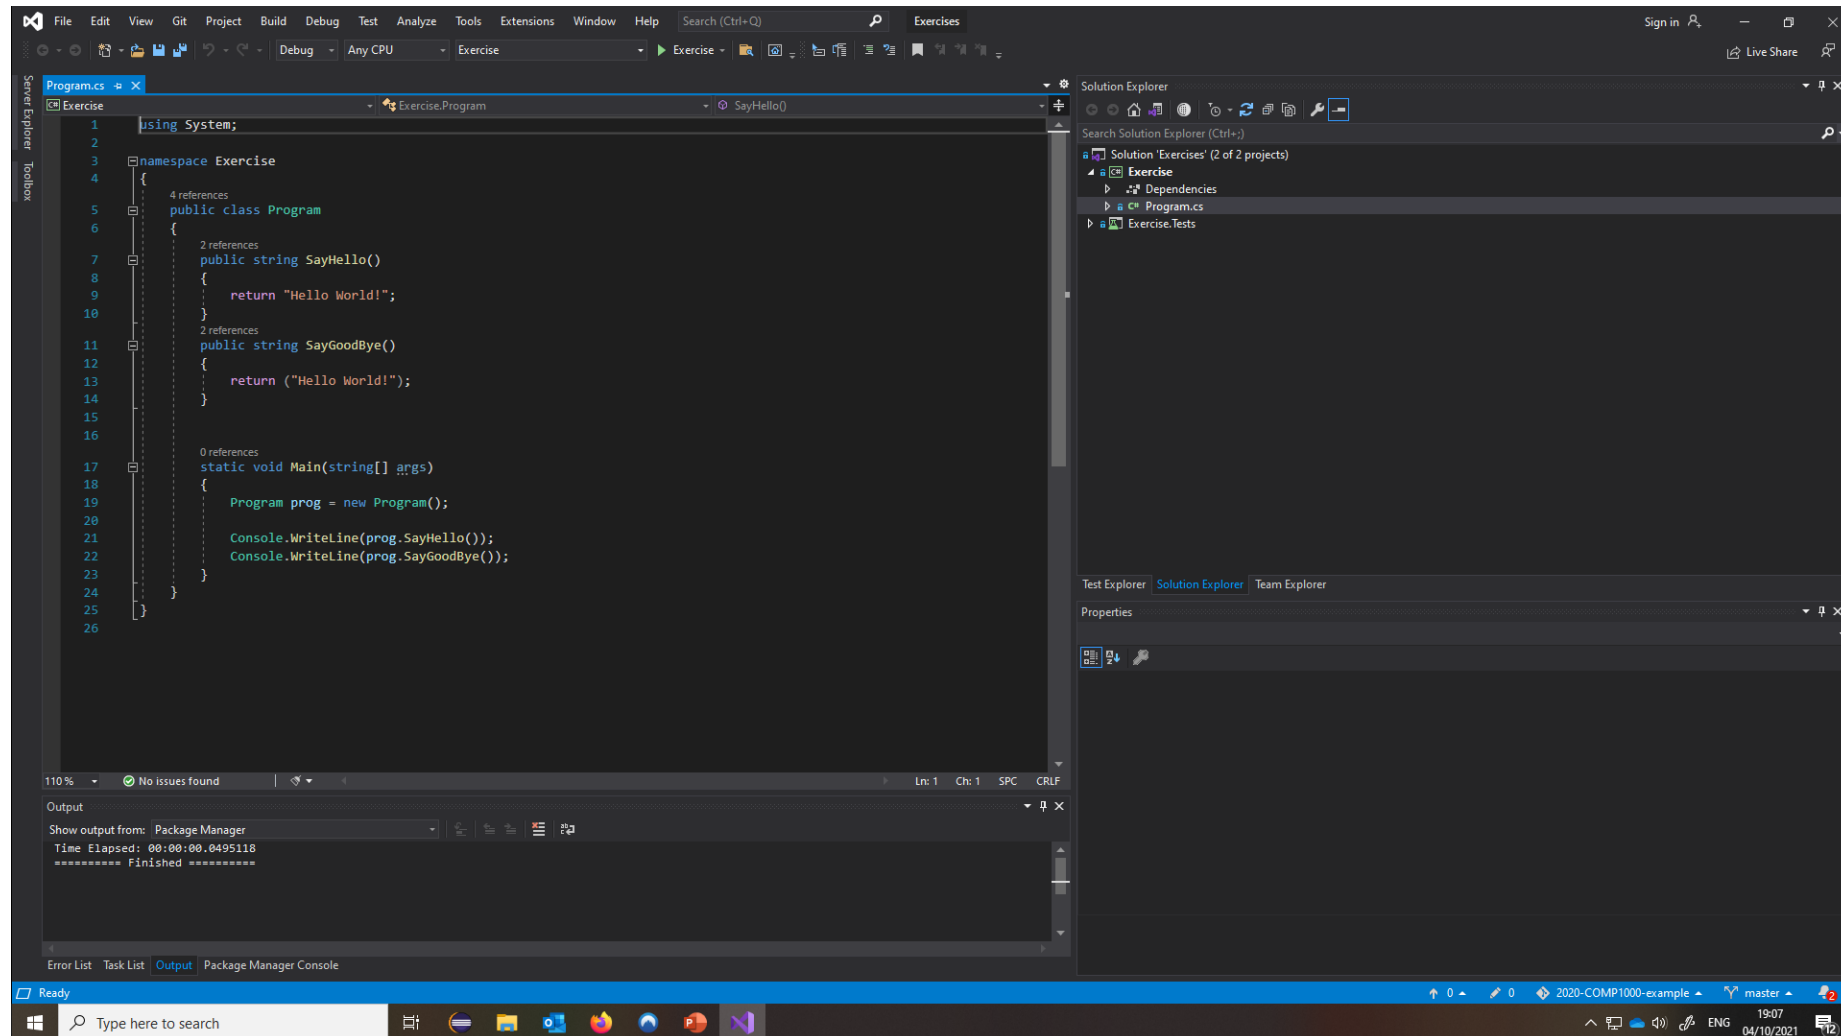 File Edit View Git Project Build Debug Test Analyze Tools Extensions Window Help Search (Ctrl+Q) Exercises Sign in
Debug Any CPU Exercise Exercise Live Share
Server Explorer
Toolbox
Program.cs
Exercise Exercise.Program SayHello()
1 using System;
2
3 namespace Exercise
4 {
4 references
5 public class Program
6 {
2 references
7 public string SayHello()
8 {
9 return "Hello World!";
10 }
2 references
11 public string SayGoodBye()
12 {
13 return ("Hello World!");
14 }
15
16
0 references
17 static void Main(string[] args)
18 {
19 Program prog = new Program();
20
21 Console.WriteLine(prog.SayHello());
22 Console.WriteLine(prog.SayGoodBye());
23 }
24 }
25 }
26
110 % No issues found Ln: 1 Ch: 1 SPC CRLF
Output
Show output from: Package Manager
Time Elapsed: 00:00:00.0495118
========== Finished ==========
Error List Task List Output Package Manager Console
Solution Explorer
Search Solution Explorer (Ctrl+;)
Solution 'Exercises' (2 of 2 projects)
C# Exercise
Dependencies
C# Program.cs
Exercise.Tests
Test Explorer Solution Explorer Team Explorer
Properties
Ready 0 0 2020-COMP1000-example master 2
Type here to search ENG 19:07
04/10/2021 12